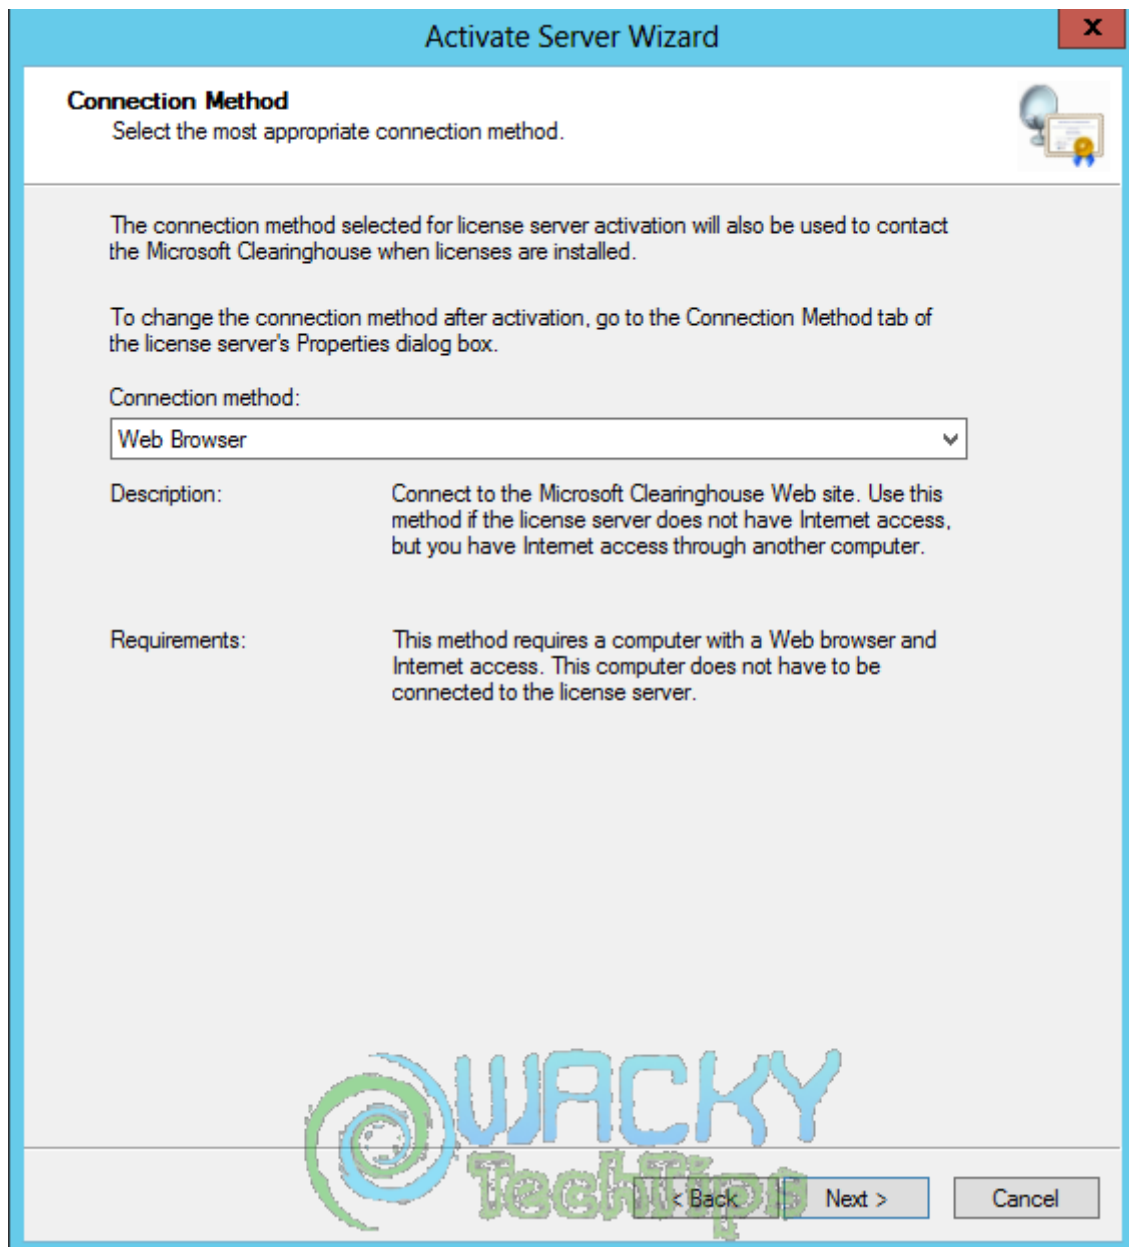 Activate Server Wizard
x
Connection Method
Select the most appropriate connection method.
The connection method selected for license server activation will also be used to contact
the Microsoft Clearinghouse when licenses are installed.
To change the connection method after activation, go to the Connection Method tab of
the license server's Properties dialog box.
Connection method:
Web Browser
Description: Connect to the Microsoft Clearinghouse Web site. Use this
method if the license server does not have Internet access,
but you have Internet access through another computer.
Requirements: This method requires a computer with a Web browser and
Internet access. This computer does not have to be
connected to the license server.
WACKY
TechTips
< Back Next > Cancel